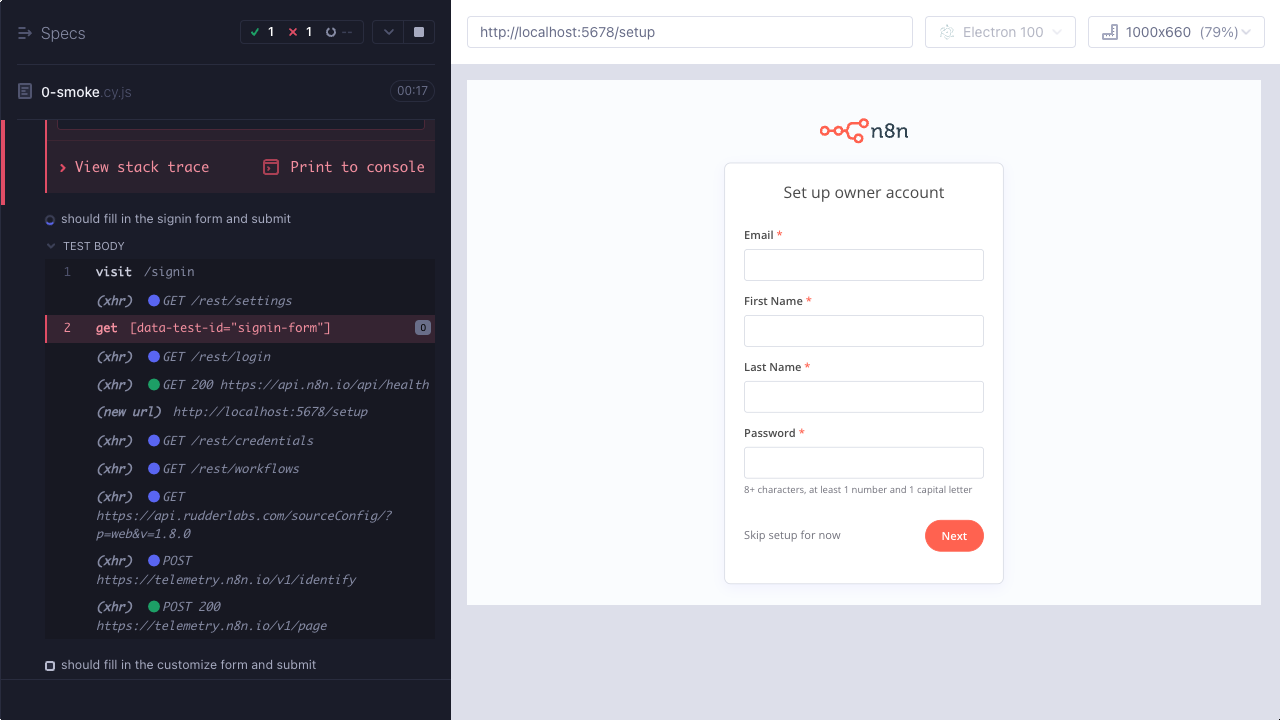 Specs
1 1 --
0-smoke.cy.js 00:17
View stack trace Print to console
should fill in the signin form and submit
TEST BODY
1 visit /signin
(xhr) GET /rest/settings
2 get [data-test-id="signin-form"] 0
(xhr) GET /rest/login
(xhr) GET 200 https://api.n8n.io/api/health
(new url) http://localhost:5678/setup
(xhr) GET /rest/credentials
(xhr) GET /rest/workflows
(xhr) GET
https://api.rudderlabs.com/sourceConfig/?
p=web&v=1.8.0
(xhr) POST
https://telemetry.n8n.io/v1/identify
(xhr) POST 200
https://telemetry.n8n.io/v1/page
should fill in the customize form and submit
http://localhost:5678/setup
Electron 100
1000x660 (79%)
n8n
Set up owner account
Email *
First Name *
Last Name *
Password *
8+ characters, at least 1 number and 1 capital letter
Skip setup for now
Next